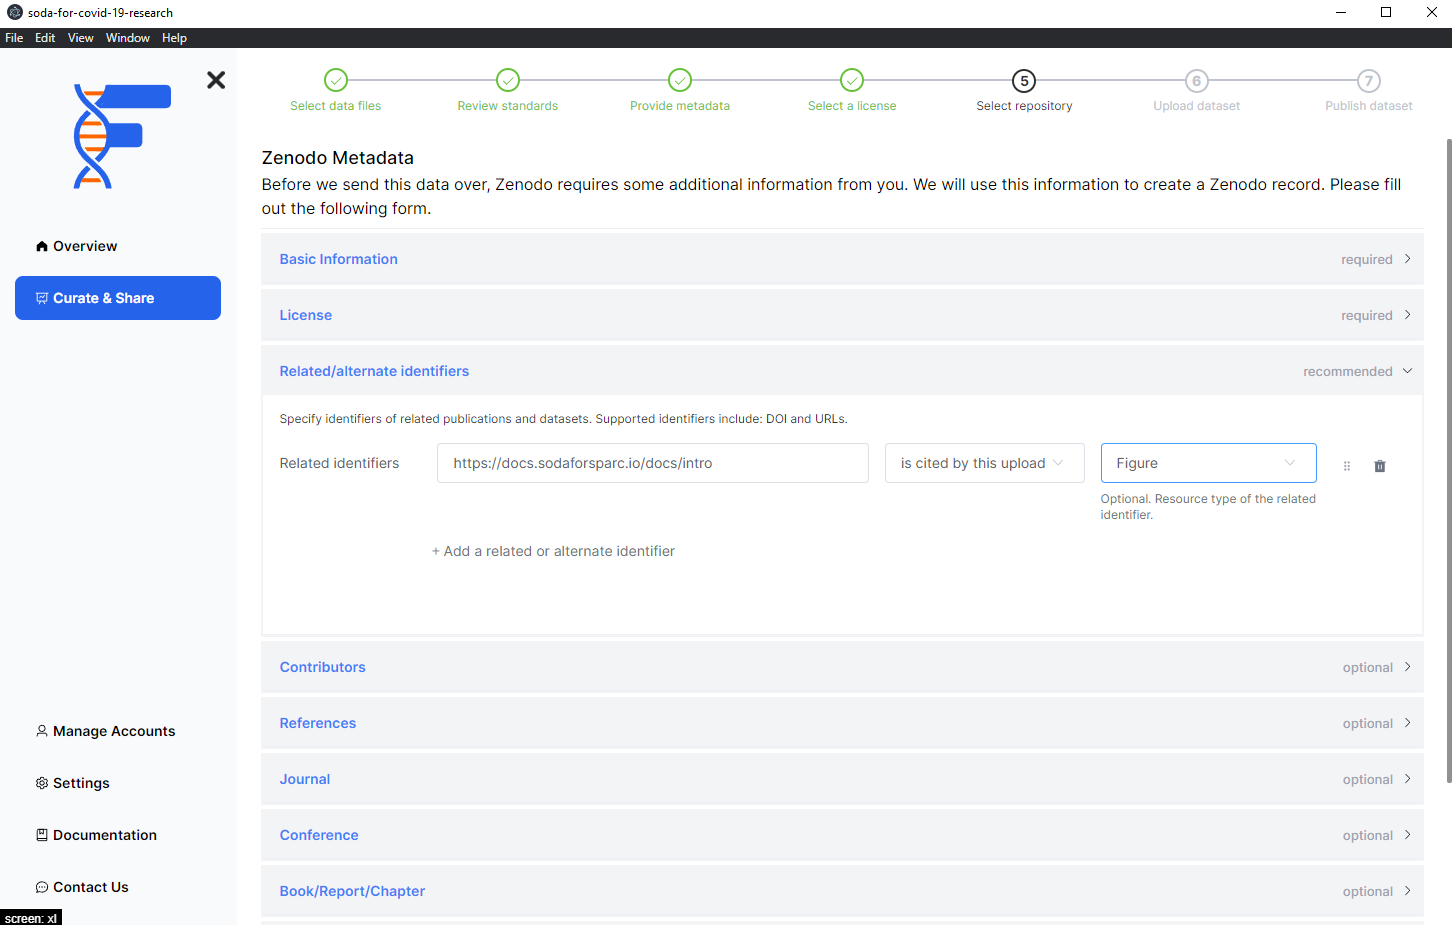 soda-for-covid-19-research
File Edit View Window Help
Select data files
Review standards
Provide metadata
Select a license
5
Select repository
6
Upload dataset
7
Publish dataset
Overview
Curate & Share
Manage Accounts
Settings
Documentation
Contact Us
screen: xl
Zenodo Metadata
Before we send this data over, Zenodo requires some additional information from you. We will use this information to create a Zenodo record. Please fill
out the following form.
Basic Information required
License required
Related/alternate identifiers recommended
Specify identifiers of related publications and datasets. Supported identifiers include: DOI and URLs.
Related identifiers https://docs.sodaforsparc.io/docs/intro is cited by this upload Figure
Optional. Resource type of the related
identifier.
+ Add a related or alternate identifier
Contributors optional
References optional
Journal optional
Conference optional
Book/Report/Chapter optional